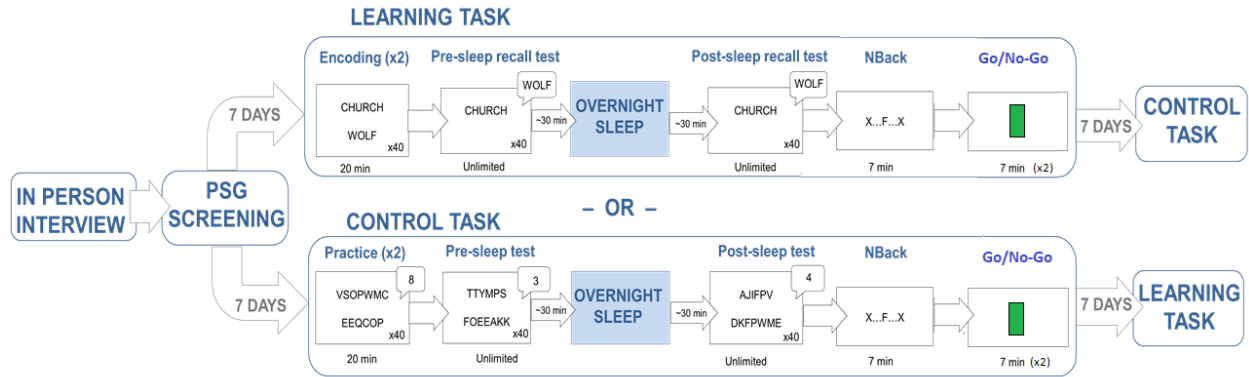 LEARNING TASK
Encoding (x2)
Pre-sleep recall test
Post-sleep recall test
NBack
Go/No-Go
7 DAYS
CHURCH
WOLF
x40
20 min
WOLF
CHURCH
x40
Unlimited
~30 min
OVERNIGHT
SLEEP
~30 min
WOLF
CHURCH
x40
Unlimited
X...F...X
7 min
7 min (x2)
7 DAYS
CONTROL
TASK
IN PERSON
INTERVIEW
PSG
SCREENING
– OR –
CONTROL TASK
Practice (x2)
Pre-sleep test
Post-sleep test
NBack
Go/No-Go
7 DAYS
8
VSOPWMC
EEQCOP
x40
20 min
3
TTYMPS
FOEEAKK
x40
Unlimited
~30 min
OVERNIGHT
SLEEP
~30 min
4
AJIFPV
DKFPWME
x40
Unlimited
X...F...X
7 min
7 min (x2)
7 DAYS
LEARNING
TASK